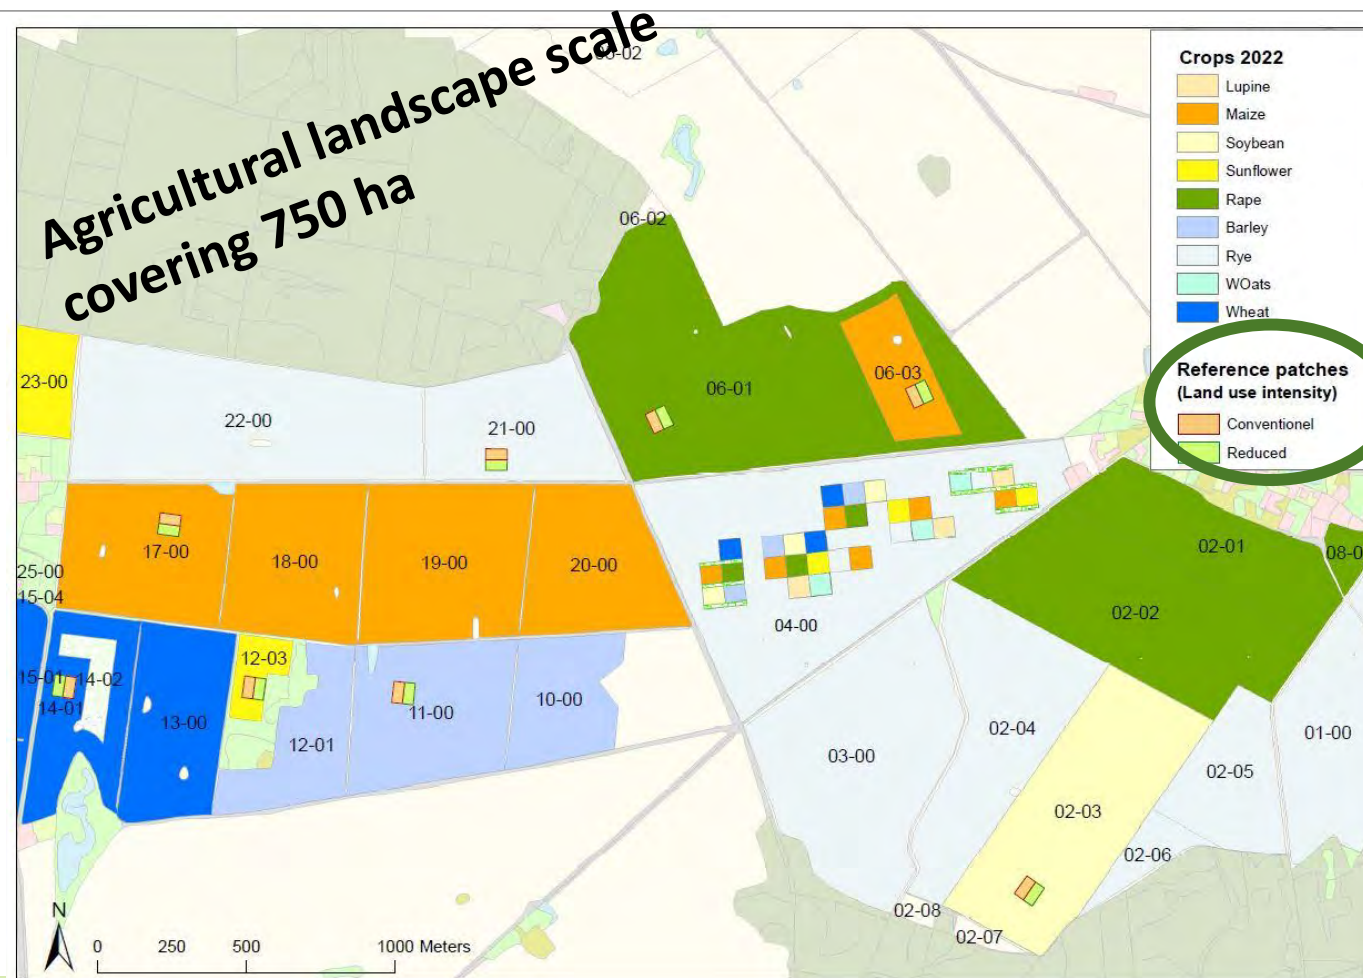 Agricultural landscape scale
covering 750 ha
Crops 2022
Lupine
Maize
Soybean
Sunflower
Rape
Barley
Rye
WOats
Wheat
Reference patches
(Land use intensity)
Conventionel
Reduced
06-02
23-00
22-00
21-00
06-01
06-03
17-00
18-00
19-00
20-00
25-00
15-04
02-01
02-02
04-00
12-03
15-01
14-02
14-01
13-00
12-01
11-00
10-00
03-00
02-04
02-05
01-00
02-03
02-06
02-08
02-07
N
0 250 500 1000 Meters